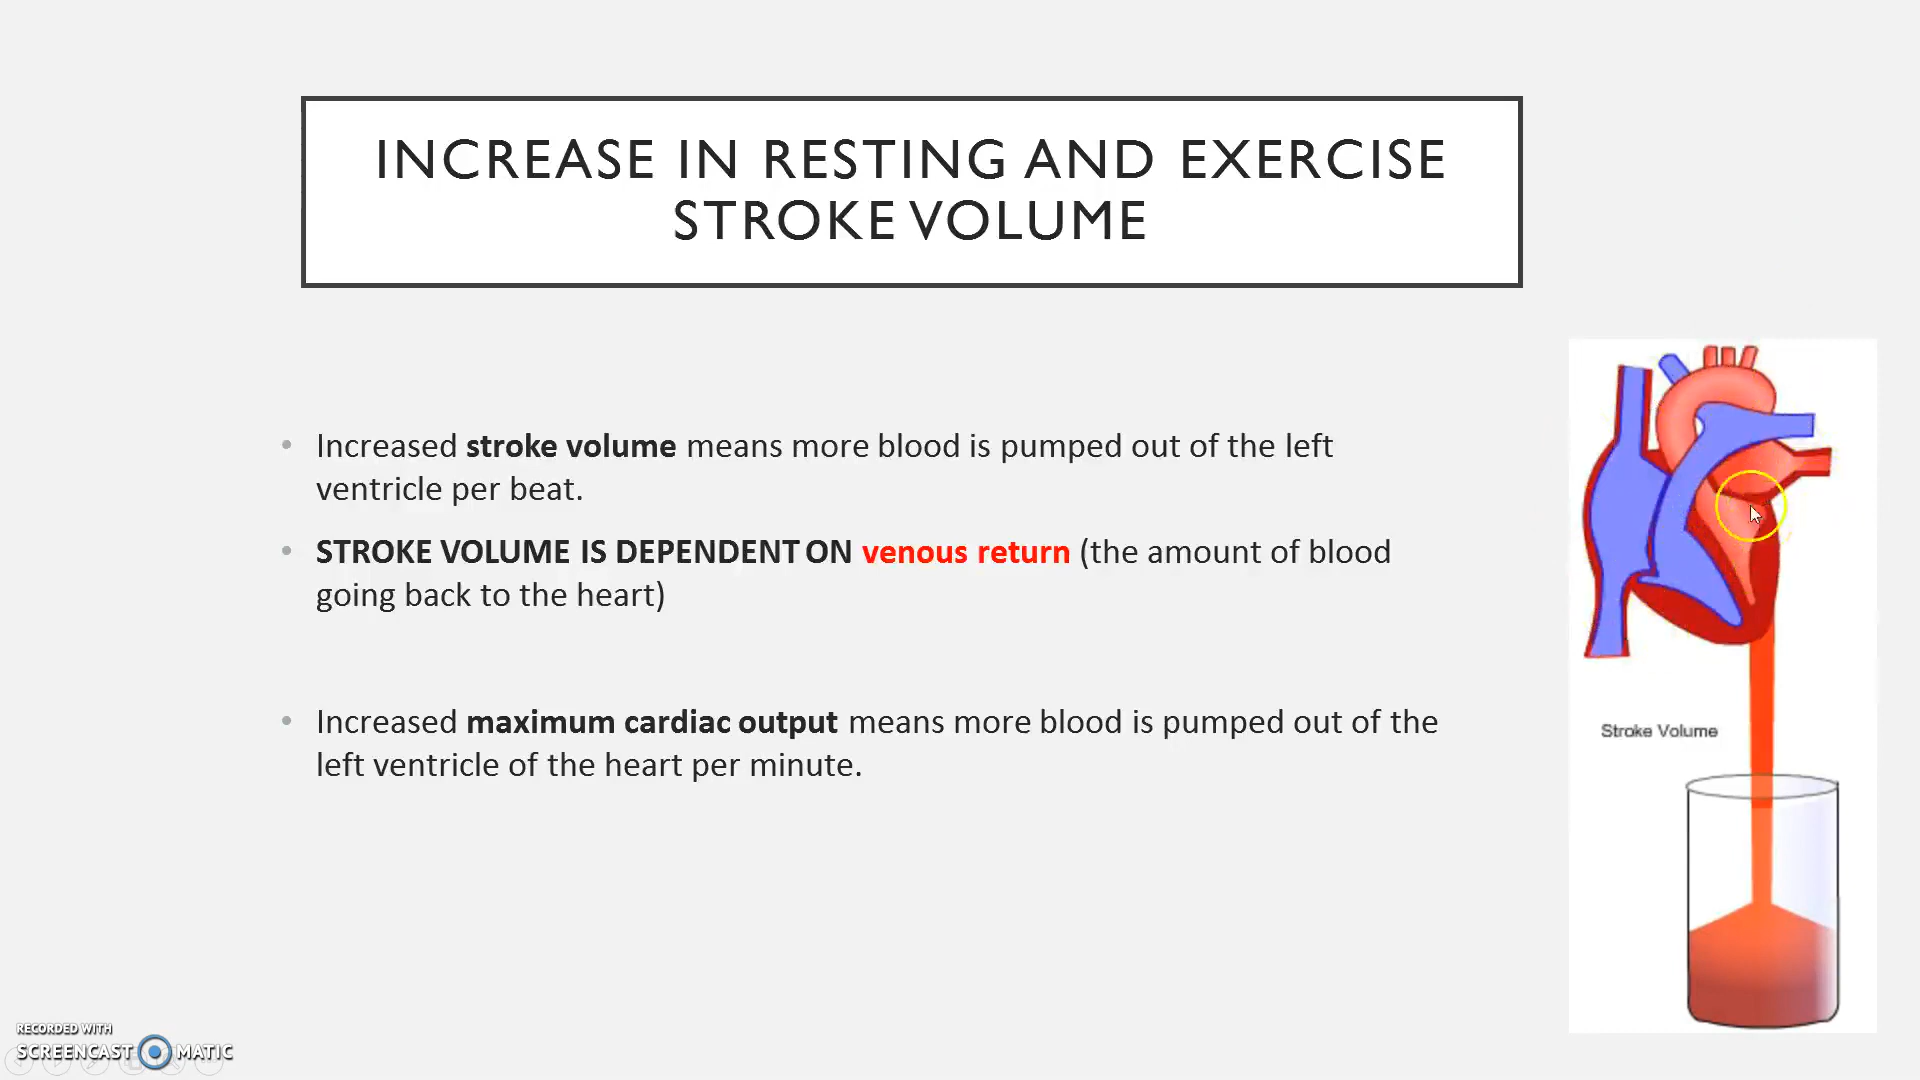 INCREASE IN RESTING AND EXERCISE
STROKE VOLUME
• Increased stroke volume means more blood is pumped out of the left
ventricle per beat.
• STROKE VOLUME IS DEPENDENT ON venous return (the amount of blood
going back to the heart)
• Increased maximum cardiac output means more blood is pumped out of the
left ventricle of the heart per minute.
Stroke Volume
RECORDED WITH
SCREENCAST MATIC